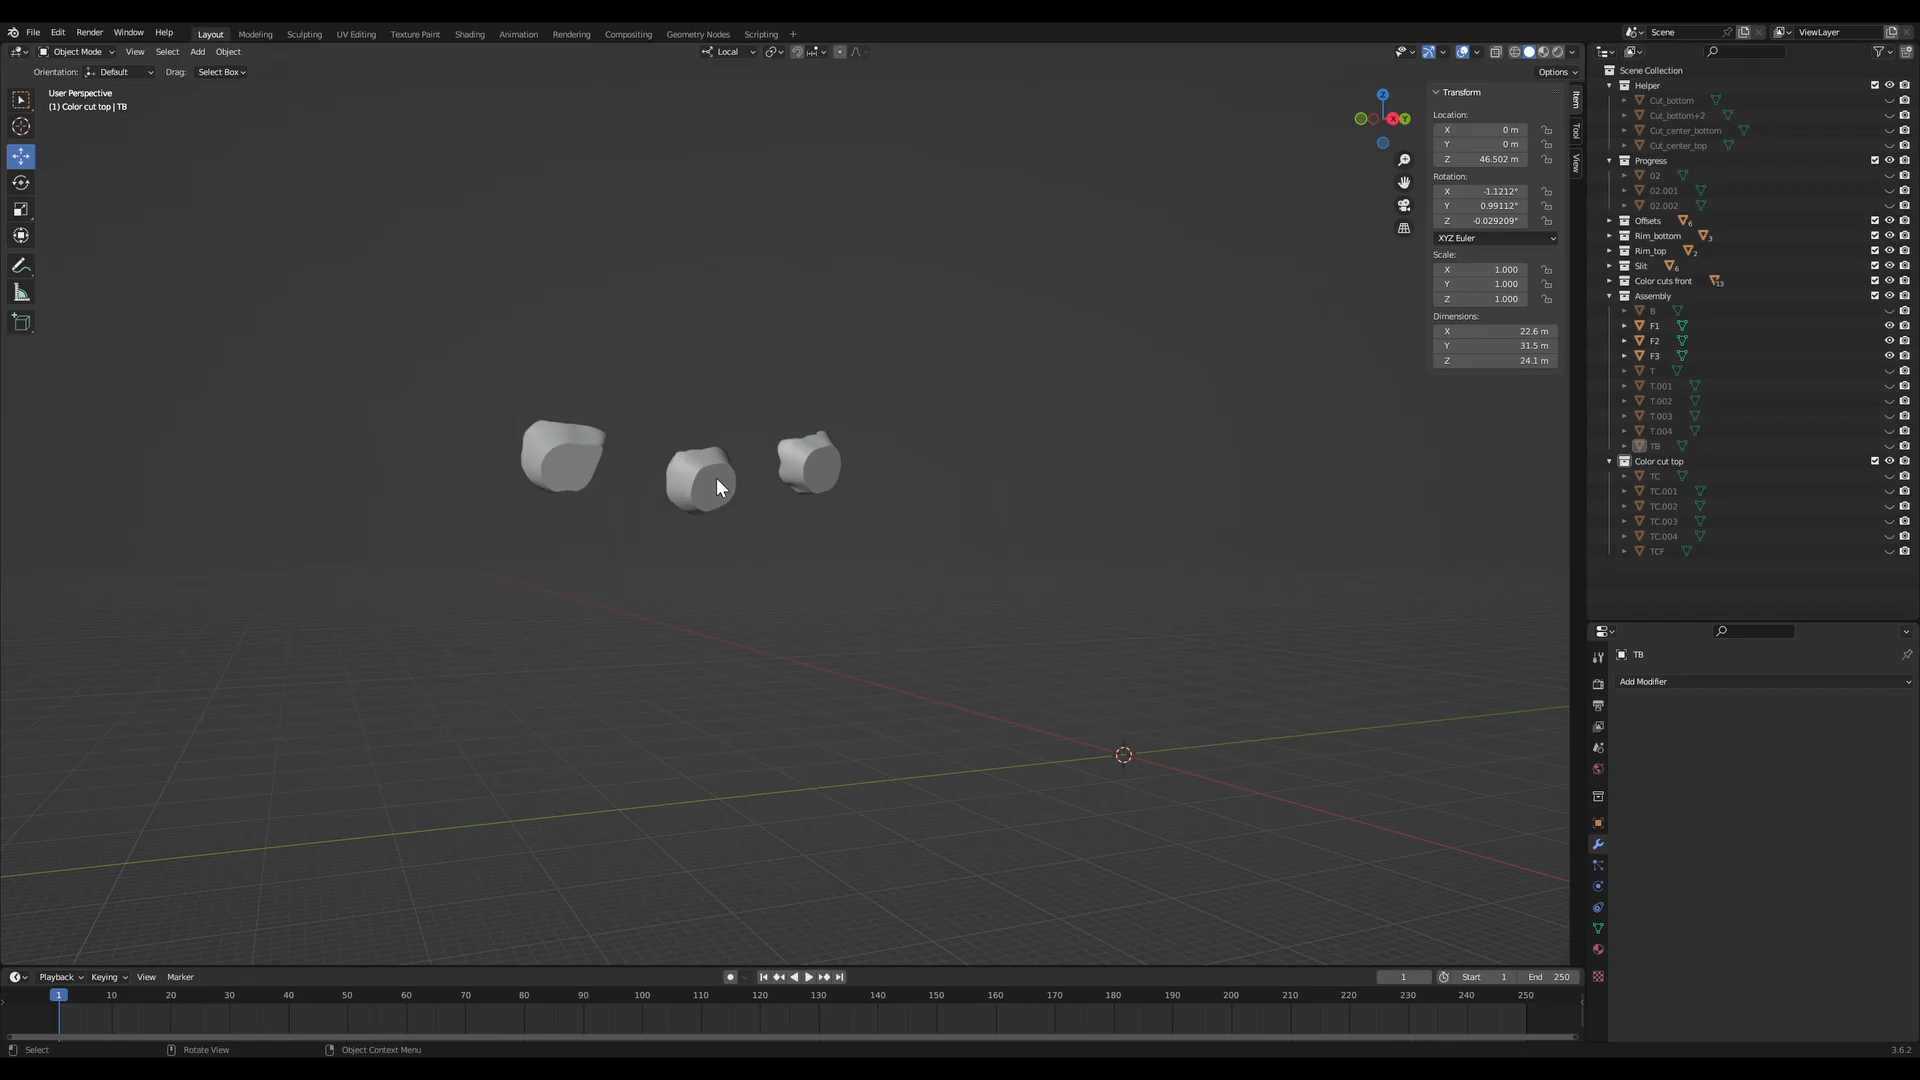 File Edit Render Window Help Layout Modeling Sculpting UV Editing Texture Paint Shading Animation Rendering Compositing Geometry Nodes Scripting + Scene ViewLayer
Object Mode View Select Add Object Local
Orientation: Default Drag: Select Box Options
User Perspective
(1) Color cut top | TB
Z
X
Y
Transform
Location:
X 0 m
Y 0 m
Z 46.502 m
Rotation:
X -1.1212°
Y 0.99112°
Z -0.029209°
XYZ Euler
Scale:
X 1.000
Y 1.000
Z 1.000
Dimensions:
X 22.6 m
Y 31.5 m
Z 24.1 m
Item
Tool
View
Scene Collection
Helper
Cut_bottom
Cut_bottom+2
Cut_center_bottom
Cut_center_top
Progress
02
02.001
02.002
Offsets 6
Rim_bottom 3
Rim_top 2
Slit 6
Color cuts front 13
Assembly
B
F1
F2
F3
T
T.001
T.002
T.003
T.004
TB
Color cut top
TC
TC.001
TC.002
TC.003
TC.004
TCF
TB
Add Modifier
Playback Keying View Marker 1 Start 1 End 250
1 10 20 30 40 50 60 70 80 90 100 110 120 130 140 150 160 170 180 190 200 210 220 230 240 250
Select Rotate View Object Context Menu 3.6.2